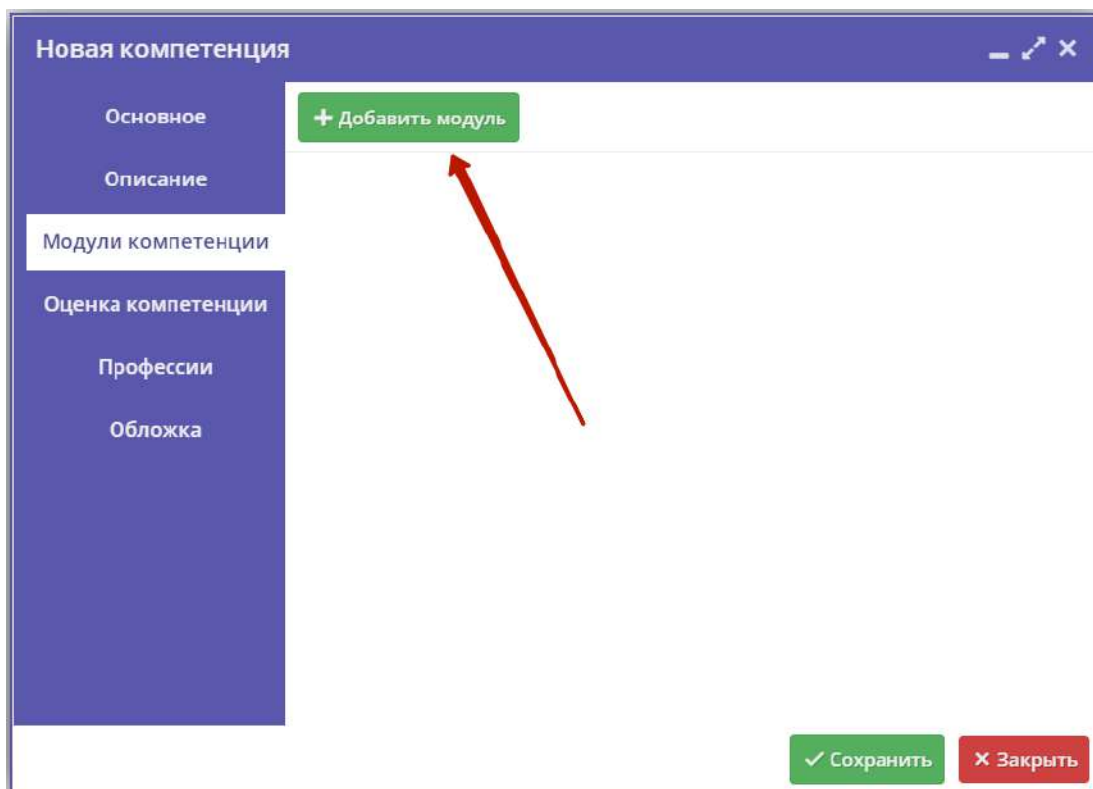 Новая компетенция
Основное
Добавить модуль
Описание
Модули компетенции
Оценка компетенции
Профессии
Обложка
Сохранить
Закрыть